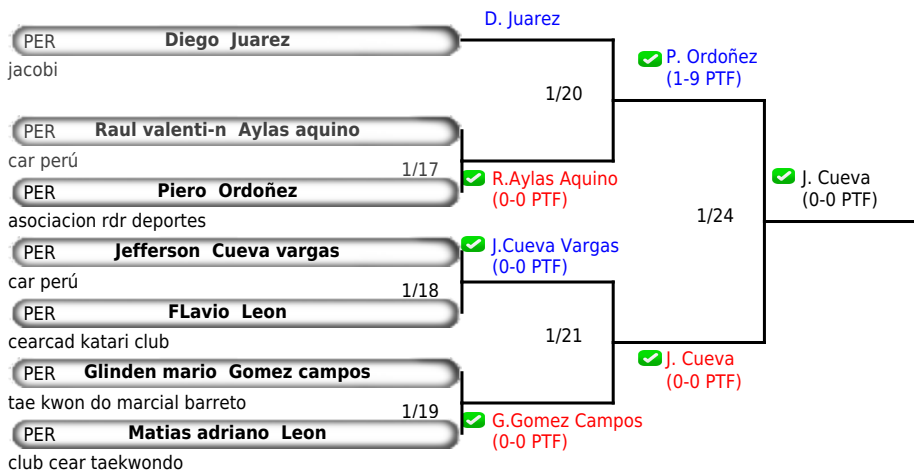 D. Juarez
PER Diego Juarez
jacobi
P. Ordoñez
(1-9 PTF)
1/20
PER Raul valenti-n Aylas aquino
car perú
1/17
R.Aylas Aquino
(0-0 PTF)
J. Cueva
(0-0 PTF)
PER Piero Ordoñez
asociacion rdr deportes
1/24
PER Jefferson Cueva vargas
J.Cueva Vargas
(0-0 PTF)
car perú
1/18
PER FLavio Leon
cearcad katari club
1/21
J. Cueva
(0-0 PTF)
PER Glinden mario Gomez campos
tae kwon do marcial barreto
1/19
G.Gomez Campos
(0-0 PTF)
PER Matias adriano Leon
club cear taekwondo